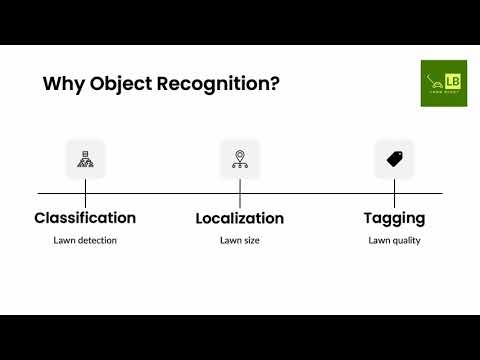 Why Object Recognition?
LB
Classification
Localization
Tagging
Lawn detection
Lawn size
Lawn quality